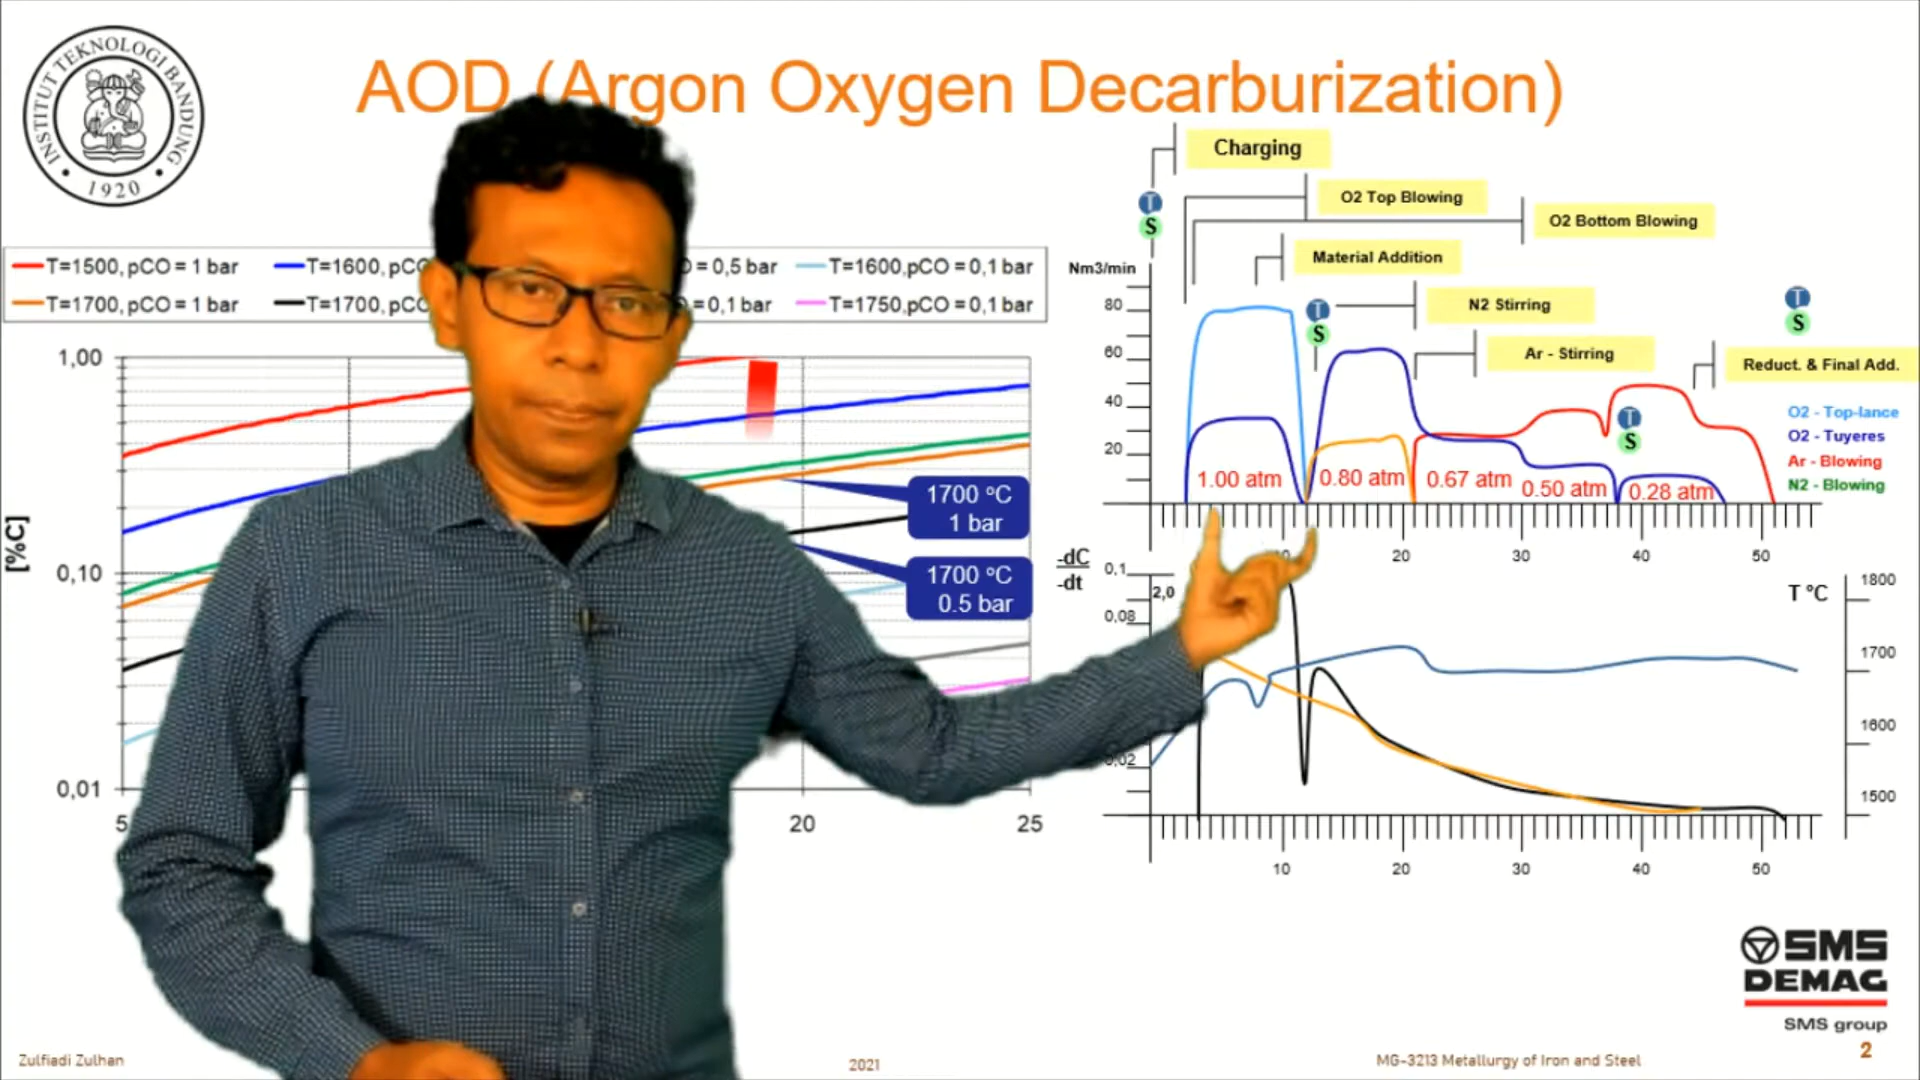 INSTITUT TEKNOLOGI BANDUNG
1920
AOD (Argon Oxygen Decarburization)
Charging
O2 Top Blowing
O2 Bottom Blowing
Material Addition
N2 Stirring
Ar - Stirring
Reduct. & Final Add.
T
S
T
S
T
S
T
S
T=1500, pCO = 1 bar
= 0,5 bar
T=1600, pCO = 0,1 bar
T=1700, pCO = 1 bar
= 0,1 bar
T=1750, pCO = 0,1 bar
[%C]
1,00
0,10
0,01
5
20
25
1700 °C
1 bar
1700 °C
0.5 bar
Nm3/min
80
60
40
20
1.00 atm
0.80 atm
0.67 atm
0.50 atm
0.28 atm
O2 - Top-lance
O2 - Tuyeres
Ar - Blowing
N2 - Blowing
20
30
40
50
-dC
-dt
0.1
2,0
0,08
T °C
1800
1700
1600
1500
10
20
30
40
50
SMS
DEMAG
SMS group
Zulfiadi Zulhan
2021
MG-3213 Metallurgy of Iron and Steel
2